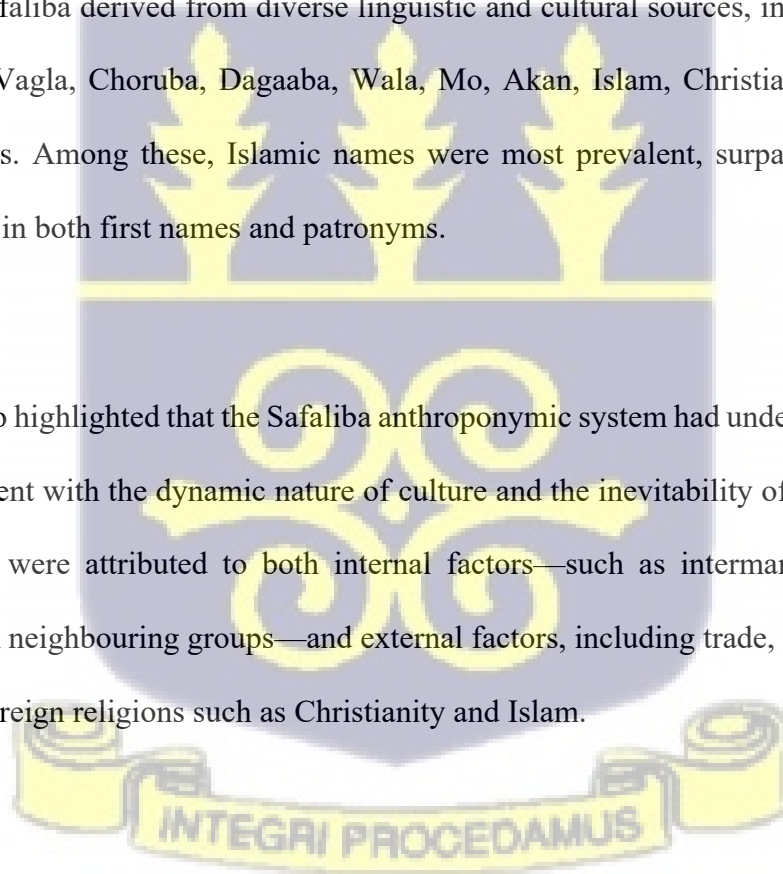 faliba derived from diverse linguistic and cultural sources, in
Vagla, Choruba, Dagaaba, Wala, Mo, Akan, Islam, Christia
s. Among these, Islamic names were most prevalent, surpa
in both first names and patronyms.
o highlighted that the Safaliba anthroponymic system had unde
ent with the dynamic nature of culture and the inevitability of
were attributed to both internal factors—such as intermar
neighbouring groups—and external factors, including trade,
reign religions such as Christianity and Islam.
INTEGRI PROCEDAMUS